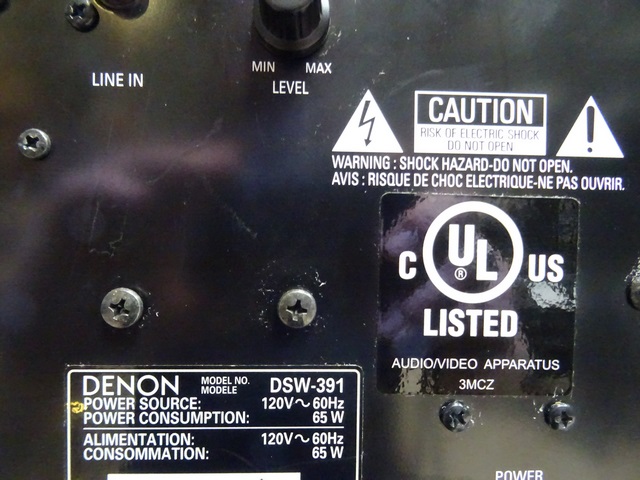 LINE IN
MIN MAX
LEVEL
CAUTION
RISK OF ELECTRIC SHOCK
DO NOT OPEN
WARNING : SHOCK HAZARD-DO NOT OPEN.
AVIS : RISQUE DE CHOC ELECTRIQUE-NE PAS OUVRIR.
C UL ® US
LISTED
AUDIO/VIDEO APPARATUS
3MCZ
DENON MODEL NO. MODELE DSW-391
POWER SOURCE: 120V～60Hz
POWER CONSUMPTION: 65 W
ALIMENTATION: 120V～60Hz
CONSOMMATION: 65 W
POWER